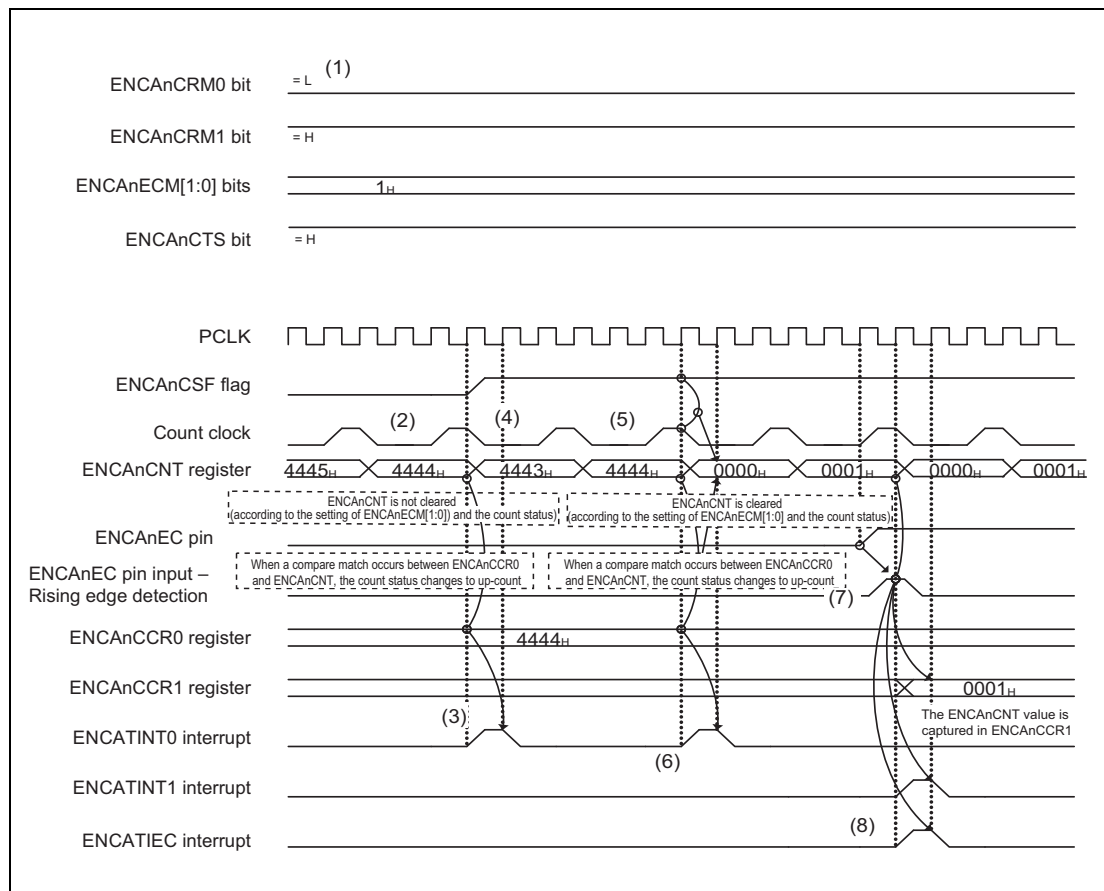 (1)
ENCAnCRM0 bit = L
ENCAnCRM1 bit = H
ENCAnECM[1:0] bits 1H
ENCAnCTS bit = H
PCLK
ENCAnCSF flag
(2) (4) (5)
Count clock
ENCAnCNT register 4445H 4444H 4443H 4444H 0000H 0001H 0000H 0001H
ENCAnCNT is not cleared
(according to the setting of ENCAnECM[1:0]) and the count status)
ENCAnCNT is cleared
(according to the setting of ENCAnECM[1:0] and the count status)
ENCAnEC pin
When a compare match occurs between ENCAnCCR0
and ENCAnCNT, the count status changes to up-count
When a compare match occurs between ENCAnCCR0
and ENCAnCNT, the count status changes to up-count
ENCAnEC pin input –
Rising edge detection
(7)
ENCAnCCR0 register 4444H
ENCAnCCR1 register 0001H
The ENCAnCNT value is
captured in ENCAnCCR1
(3)
ENCATINT0 interrupt
(6)
ENCATINT1 interrupt
(8)
ENCATIEC interrupt